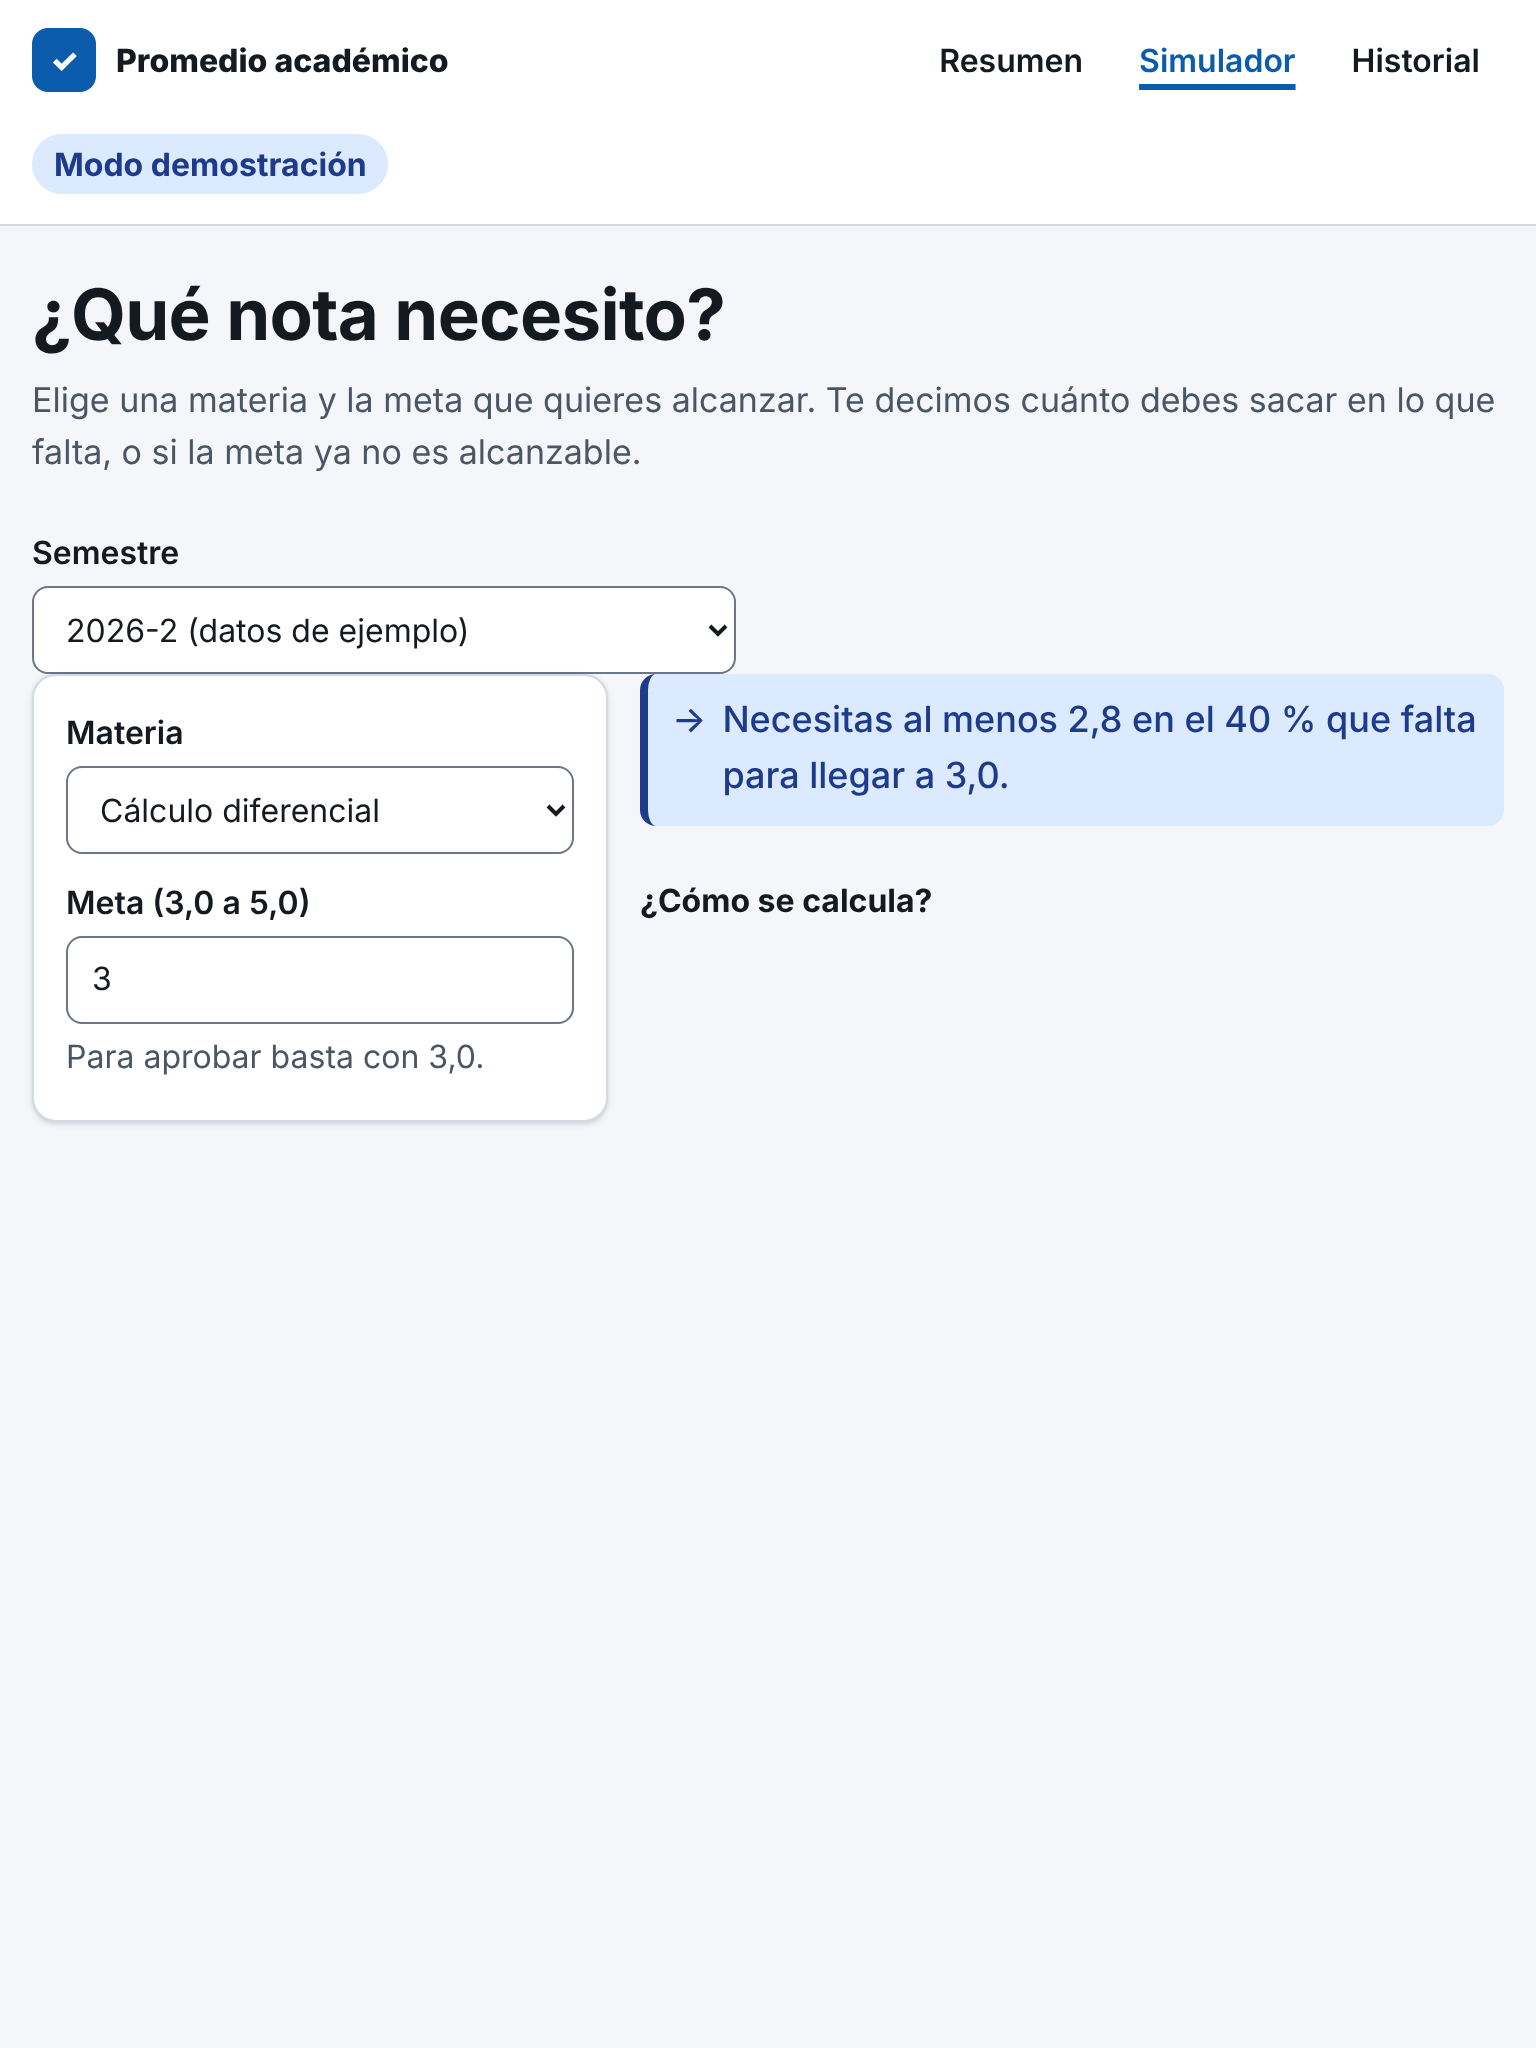 Promedio académico
Resumen
Simulador
Historial
Modo demostración
¿Qué nota necesito?
Elige una materia y la meta que quieres alcanzar. Te decimos cuánto debes sacar en lo que
falta, o si la meta ya no es alcanzable.
Semestre
2026-2 (datos de ejemplo)
Materia
Cálculo diferencial
Meta (3,0 a 5,0)
3
Para aprobar basta con 3,0.
→ Necesitas al menos 2,8 en el 40 % que falta
para llegar a 3,0.
¿Cómo se calcula?